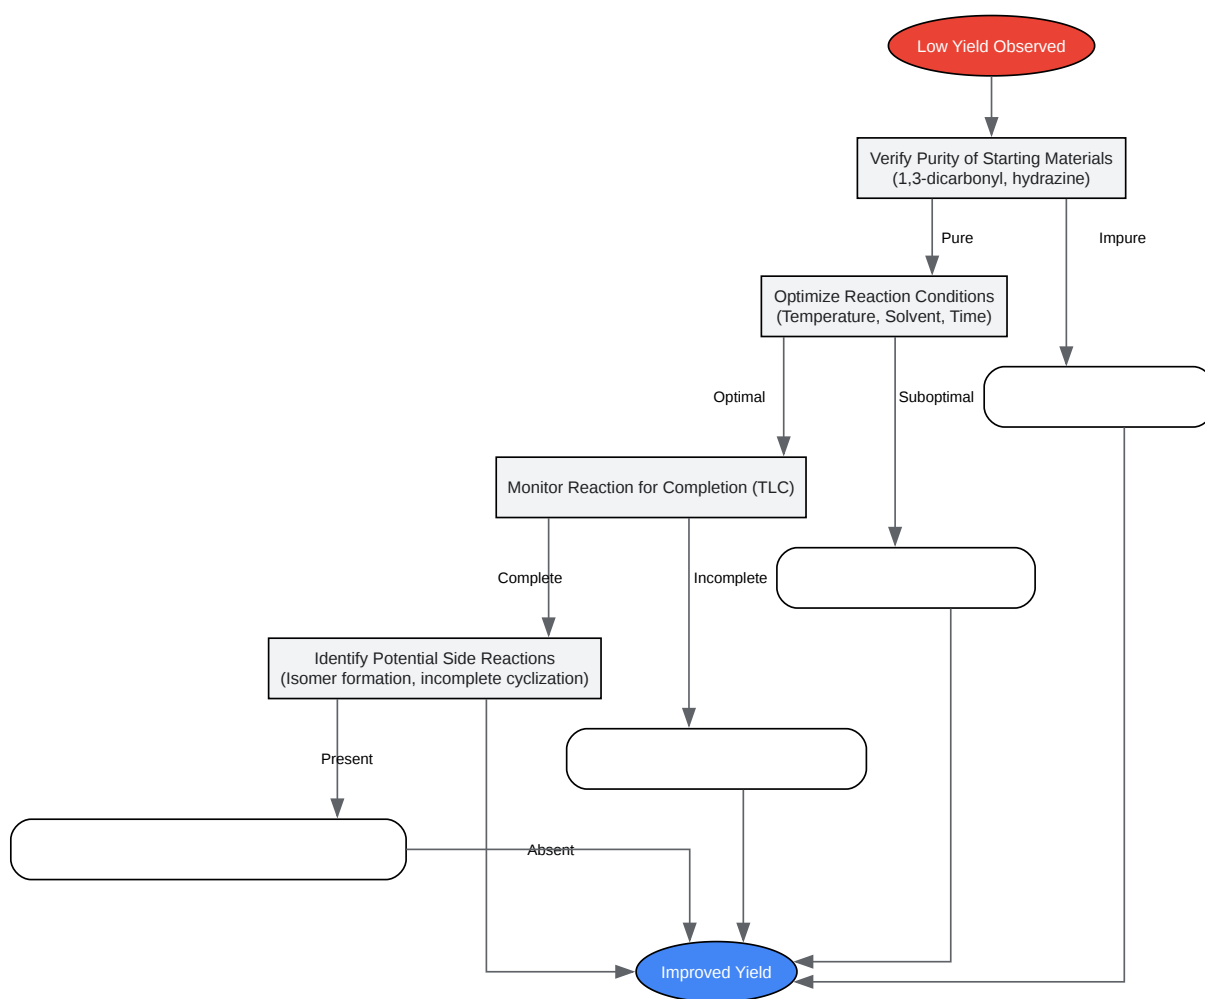 Low Yield Observed
Verify Purity of Starting Materials
(1,3-dicarbonyl, hydrazine)
Pure
Impure
Optimize Reaction Conditions
(Temperature, Solvent, Time)
Optimal
Suboptimal
Monitor Reaction for Completion (TLC)
Complete
Incomplete
Identify Potential Side Reactions
(Isomer formation, incomplete cyclization)
Present
Absent
Improved Yield